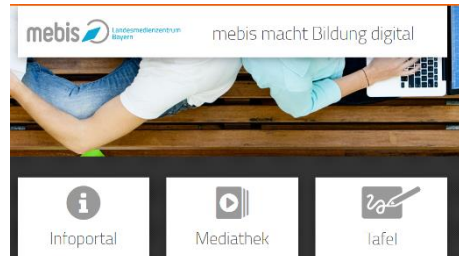 mebis
Landesmedienzentrum
Bayern
mebis macht Bildung digital
Infoportal
Mediathek
Tafel